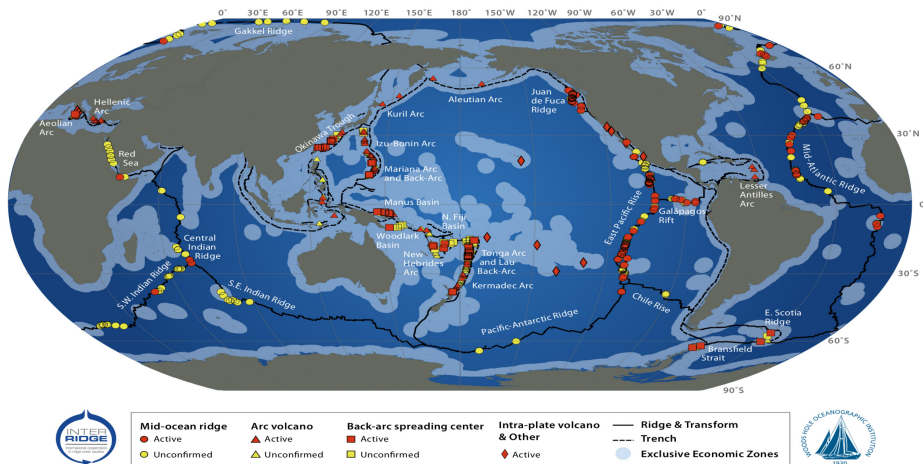 0°E
30°E
60°E
90°E
120°E
150°E
180°E
150°W
120°W
90°W
60°W
30°W
0°W
90°N
60°N
30°N
0°
30°S
60°S
90°S
Gakkel Ridge
Hellenic
Arc
Aeolian
Arc
Red
Sea
Okinawa Trough
Kuril Arc
Aleutian Arc
Juan
de Fuca
Ridge
Izu-Bonin Arc
Mariana Arc
and Back-Arc
Manus Basin
Woodlark
Basin
N. Fiji
Basin
New
Hebrides
Arc
Tonga Arc
and Lau
Back-Arc
Kermadec Arc
Central
Indian
Ridge
S.W. Indian Ridge
S.E. Indian Ridge
Pacific-Antarctic Ridge
East Pacific Rise
Galápagos
Rift
Chile Rise
Lesser
Antilles
Arc
Mid-Atlantic Ridge
E. Scotia
Ridge
Bransfield
Strait
INTER
RIDGE
Mid-ocean ridge
Active
Unconfirmed
Arc volcano
Active
Unconfirmed
Back-arc spreading center
Active
Unconfirmed
Intra-plate volcano
& Other
Active
Ridge & Transform
Trench
Exclusive Economic Zones
WOODS HOLE OCEANOGRAPHIC INSTITUTION
1930